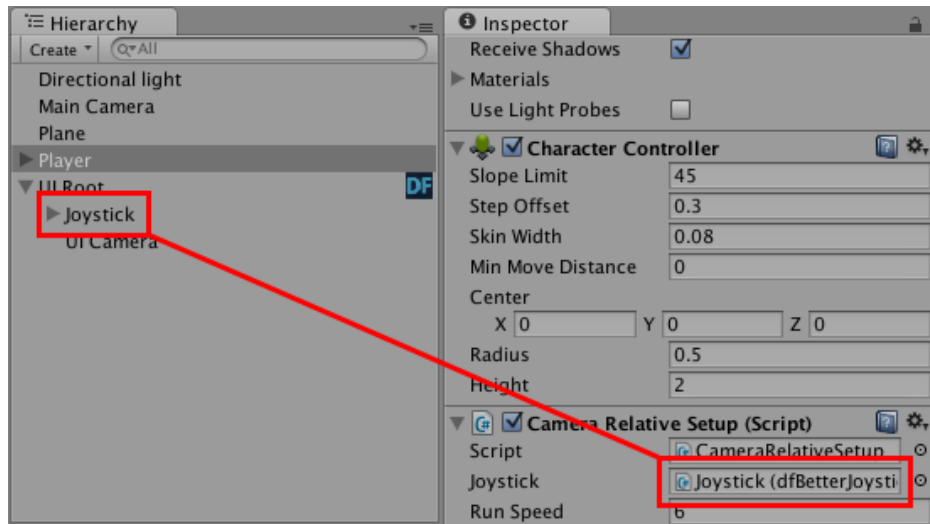 Hierarchy
Create All
Directional light
Main Camera
Plane
Player
UI Root DF
Joystick
UI Camera
Inspector
Receive Shadows
Materials
Use Light Probes
Character Controller
Slope Limit 45
Step Offset 0.3
Skin Width 0.08
Min Move Distance 0
Center
X 0 Y 0 Z 0
Radius 0.5
Height 2
C# Camera Relative Setup (Script)
Script CameraRelativeSetup
Joystick Joystick (dfBetterJoysti
Run Speed 6